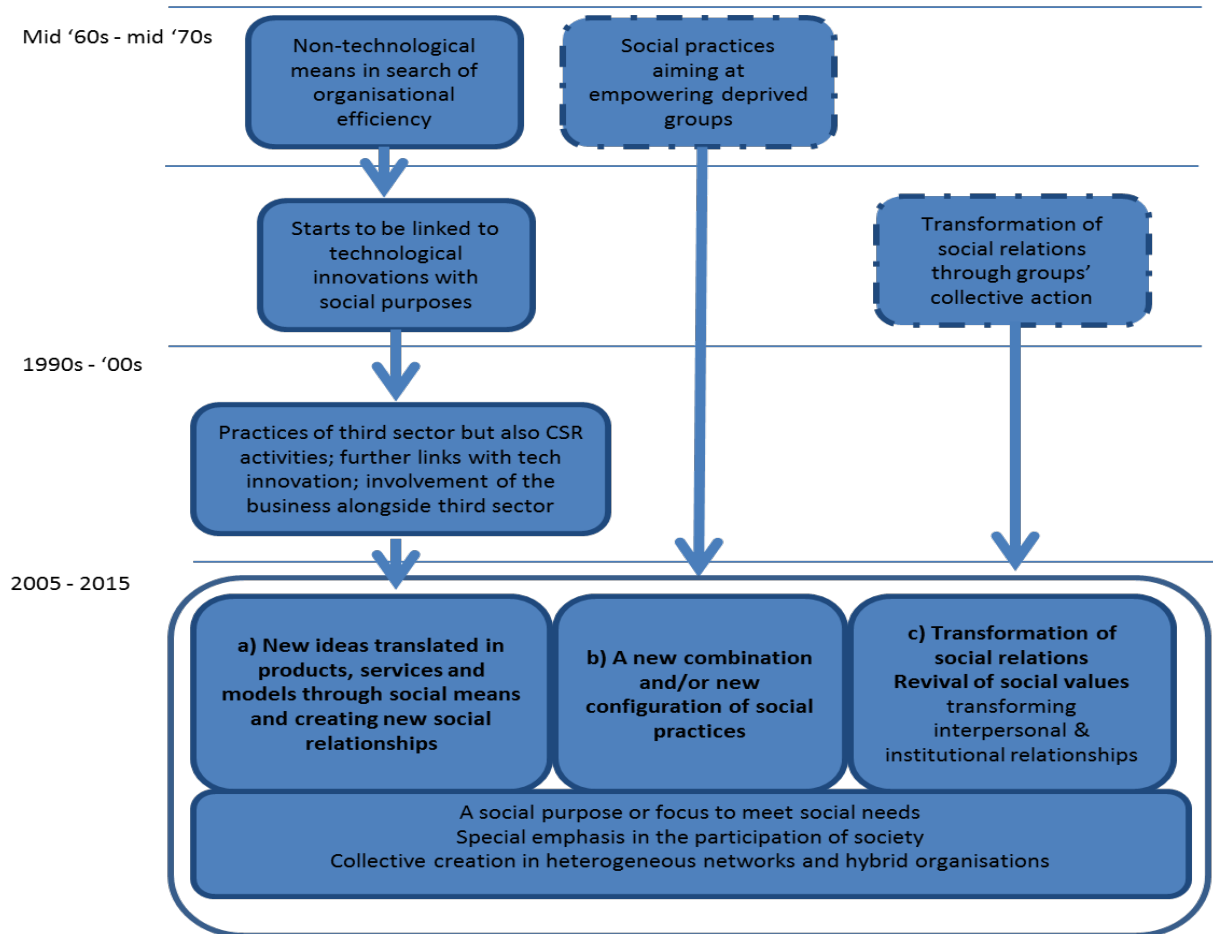 Mid ‘60s - mid ‘70s
Non-technological
means in search of
organisational
efficiency
Social practices
aiming at
empowering deprived
groups
Starts to be linked to
technological
innovations with
social purposes
Transformation of
social relations
through groups’
collective action
1990s - ‘00s
Practices of third sector but also CSR
activities; further links with tech
innovation; involvement of the
business alongside third sector
2005 - 2015
a) New ideas translated in
products, services and
models through social means
and creating new social
relationships
b) A new combination
and/or new
configuration of social
practices
c) Transformation of
social relations
Revival of social values
transforming
interpersonal &
institutional relationships
A social purpose or focus to meet social needs
Special emphasis in the participation of society
Collective creation in heterogeneous networks and hybrid organisations